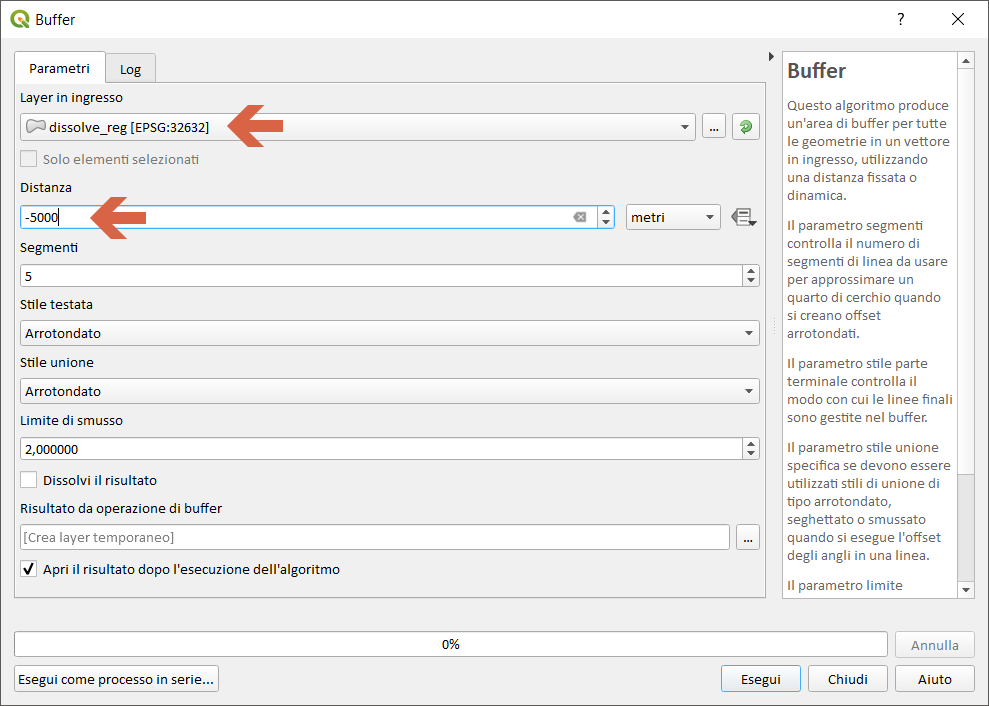 Buffer
?
Parametri
Log
Layer in ingresso
dissolve_reg [EPSG:32632]
...
Solo elementi selezionati
Distanza
-5000
metri
Segmenti
5
Stile testata
Arrotondato
Stile unione
Arrotondato
Limite di smusso
2,000000
Dissolvi il risultato
Risultato da operazione di buffer
[Crea layer temporaneo]
...
Apri il risultato dopo l'esecuzione dell'algoritmo
Buffer
Questo algoritmo produce
un'area di buffer per tutte
le geometrie in un vettore
in ingresso, utilizzando
una distanza fissata o
dinamica.
Il parametro segmenti
controlla il numero di
segmenti di linea da usare
per approssimare un
quarto di cerchio quando
si creano offset
arrotondati.
Il parametro stile parte
terminale controlla il
modo con cui le linee finali
sono gestite nel buffer.
Il parametro stile unione
specifica se devono essere
utilizzati stili di unione di
tipo arrotondato,
seghettato o smussato
quando si esegue l'offset
degli angli in una linea.
Il parametro limite
0%
Annulla
Esegui come processo in serie...
Esegui
Chiudi
Aiuto